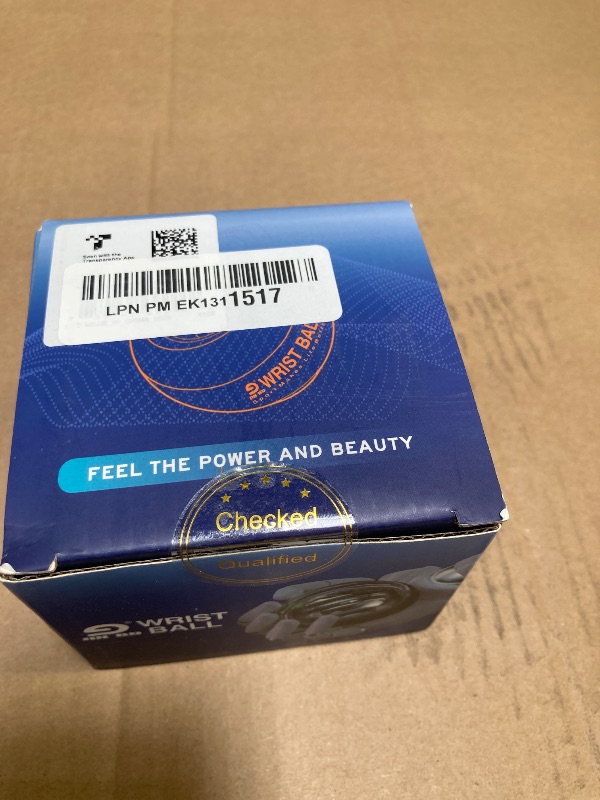 Scan with the
Transparency App
LPN PM EK1311517
WRIST BALL
FEEL THE POWER AND BEAUTY
Checked
Qualified
WRIST
BALL